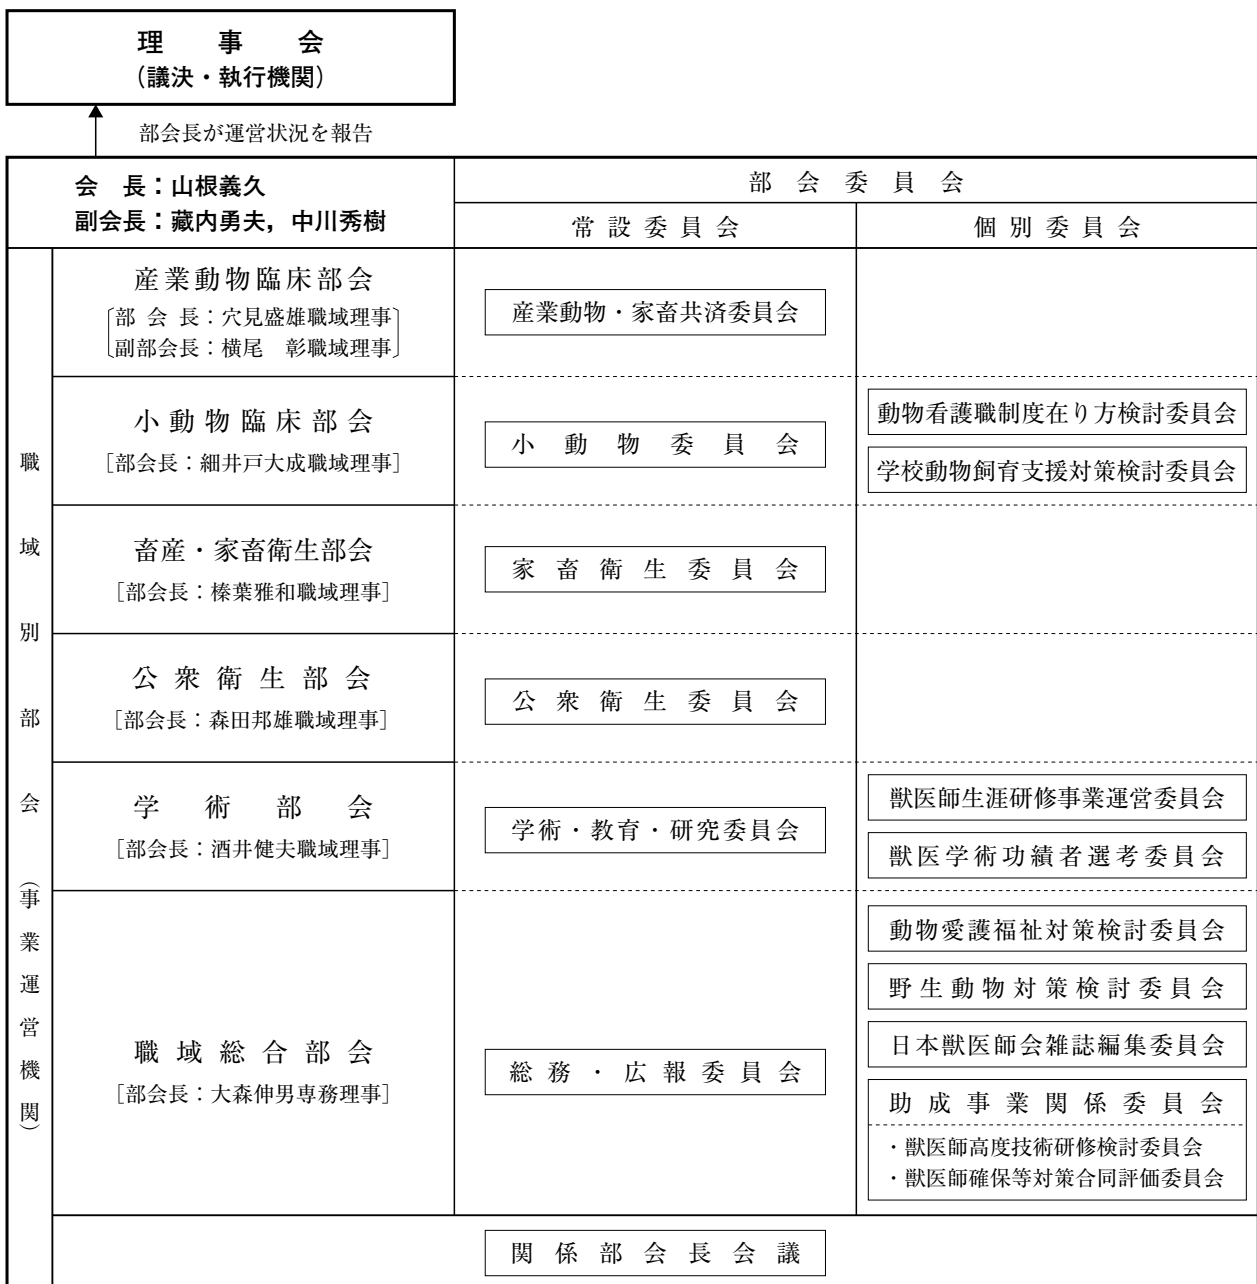 理事会
(議決・執行機関)
部会長が運営状況を報告
会　長：山根義久
副会長：藏内勇夫，中川秀樹
部会委員会
常設委員会
個別委員会
職域別部会（事業運営機関）
産業動物臨床部会
部会長：穴見盛雄職域理事
副部会長：横尾　彰職域理事
産業動物・家畜共済委員会
小動物臨床部会
［部会長：細井戸大成職域理事］
小動物委員会
動物看護職制度在り方検討委員会
学校動物飼育支援対策検討委員会
畜産・家畜衛生部会
［部会長：榛葉雅和職域理事］
家畜衛生委員会
公衆衛生部会
［部会長：森田邦雄職域理事］
公衆衛生委員会
学術部会
［部会長：酒井健夫職域理事］
学術・教育・研究委員会
獣医師生涯研修事業運営委員会
獣医学術功績者選考委員会
職域総合部会
［部会長：大森伸男専務理事］
総務・広報委員会
動物愛護福祉対策検討委員会
野生動物対策検討委員会
日本獣医師会雑誌編集委員会
助成事業関係委員会
・獣医師高度技術研修検討委員会
・獣医師確保等対策合同評価委員会
関係部会長会議